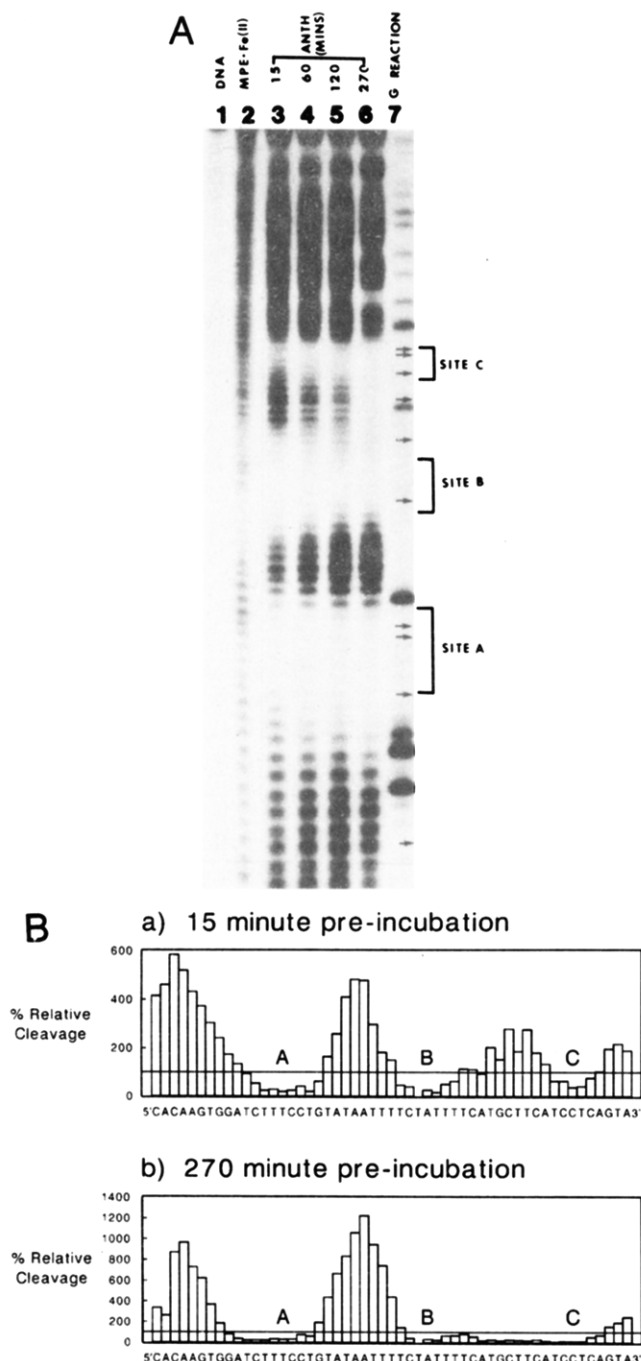 A
DNA
MPE-Fe(II)
ANTH
(MINS)
15
60
120
270
G REACTION
1 2 3 4 5 6 7
SITE C
SITE B
SITE A
B
a) 15 minute pre-incubation
% Relative
Cleavage
600
400
200
0
A B C
5'CACAAGTGGATCTTTCCTGTATAATTTTCTATTTTCATGCTTCATCCTCAGTA3'
b) 270 minute pre-incubation
% Relative
Cleavage
1400
1200
1000
800
600
400
200
0
A B C
5'CACAAGTGGATCTTTCCTGTATAATTTTCTATTTTCATGCTTCATCCTCAGTA3'